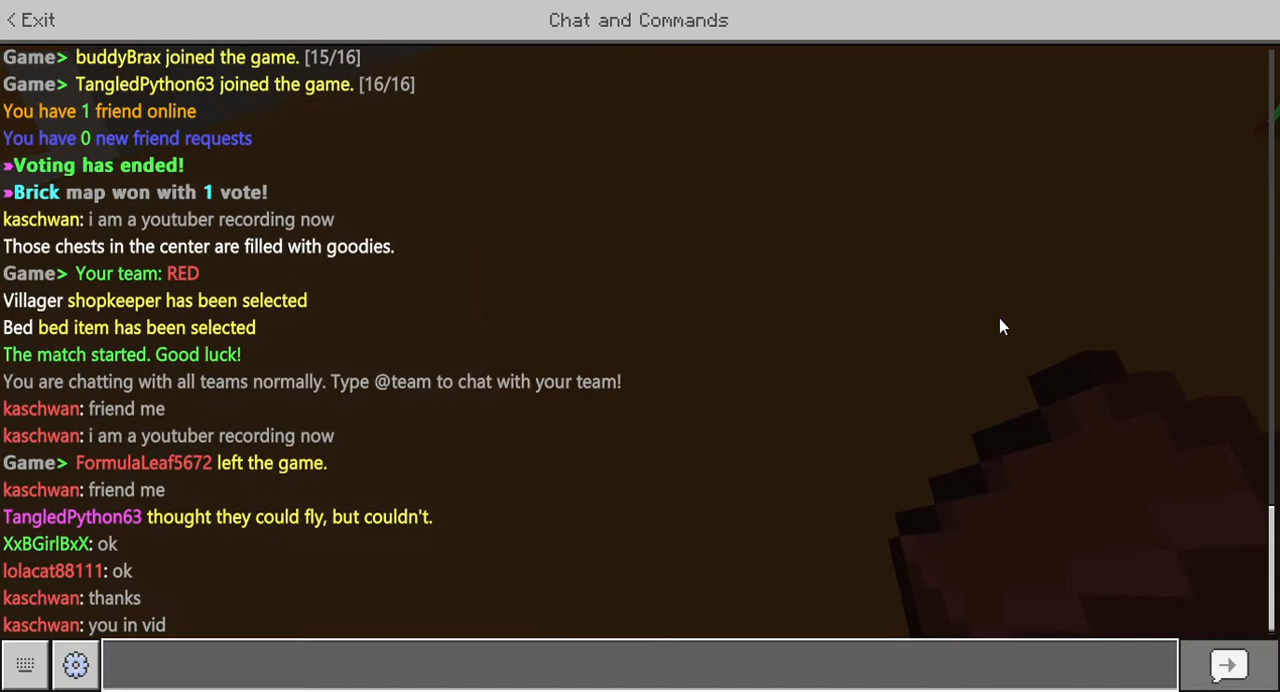 < Exit
Chat and Commands
Game> buddyBrax joined the game. [15/16]
Game> TangledPython63 joined the game. [16/16]
You have 1 friend online
You have 0 new friend requests
»Voting has ended!
»Brick map won with 1 vote!
kaschwan: i am a youtuber recording now
Those chests in the center are filled with goodies.
Game> Your team: RED
Villager shopkeeper has been selected
Bed bed item has been selected
The match started. Good luck!
You are chatting with all teams normally. Type @team to chat with your team!
kaschwan: friend me
kaschwan: i am a youtuber recording now
Game> FormulaLeaf5672 left the game.
kaschwan: friend me
TangledPython63 thought they could fly, but couldn't.
XxBGirlBxX: ok
lolacat88111: ok
kaschwan: thanks
kaschwan: you in vid